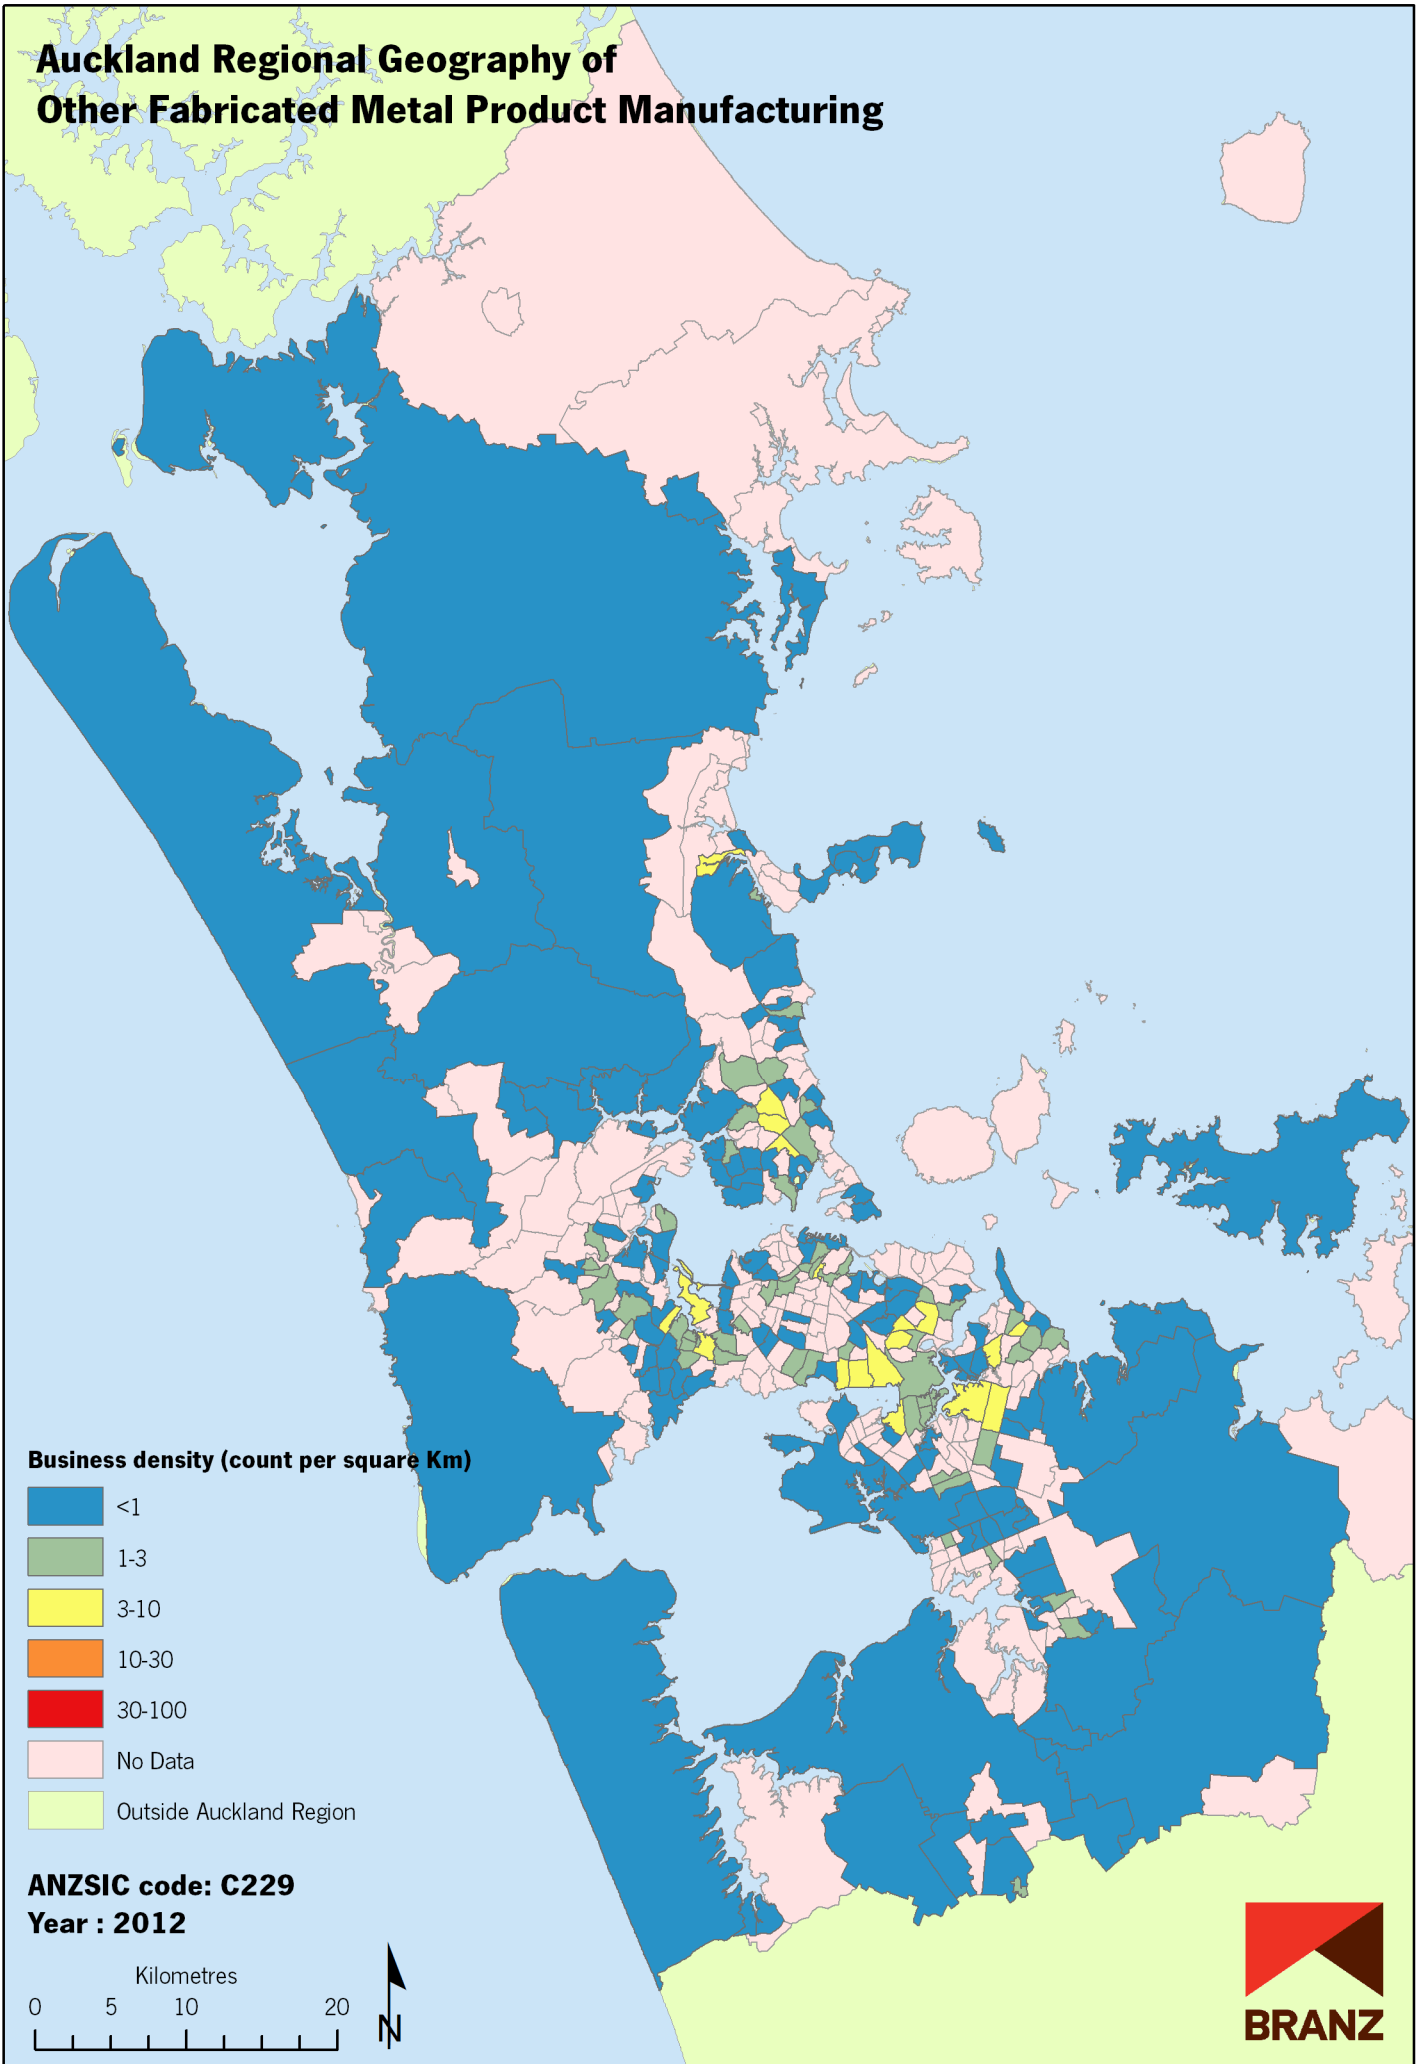 Auckland Regional Geography of
Other Fabricated Metal Product Manufacturing
Business density (count per square Km)
<1
1-3
3-10
10-30
30-100
No Data
Outside Auckland Region
ANZSIC code: C229
Year : 2012
Kilometres
0 5 10 20
N
BRANZ